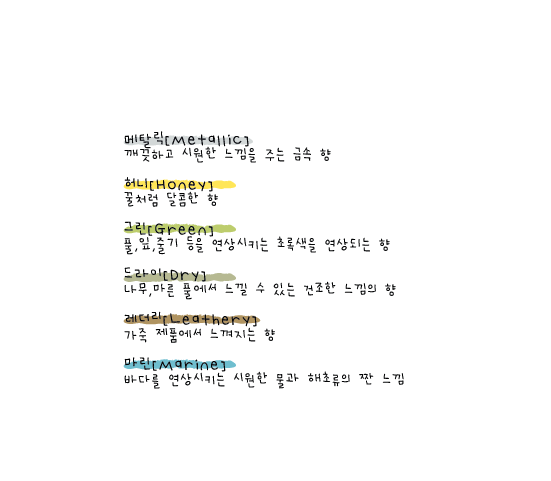 메탈릭[Metallic]
깨끗하고 시원한 느낌을 주는 금속 향
허니[Honey]
꿀처럼 달콤한 향
그린[Green]
풀,잎,줄기 등을 연상시키는 초록색을 연상되는 향
드라이[Dry]
나무,마른 풀에서 느낄 수 있는 건조한 느낌의 향
레더리[Leathery]
가죽 제품에서 느껴지는 향
마린[Marine]
바다를 연상시키는 시원한 물과 해초류의 짠 느낌